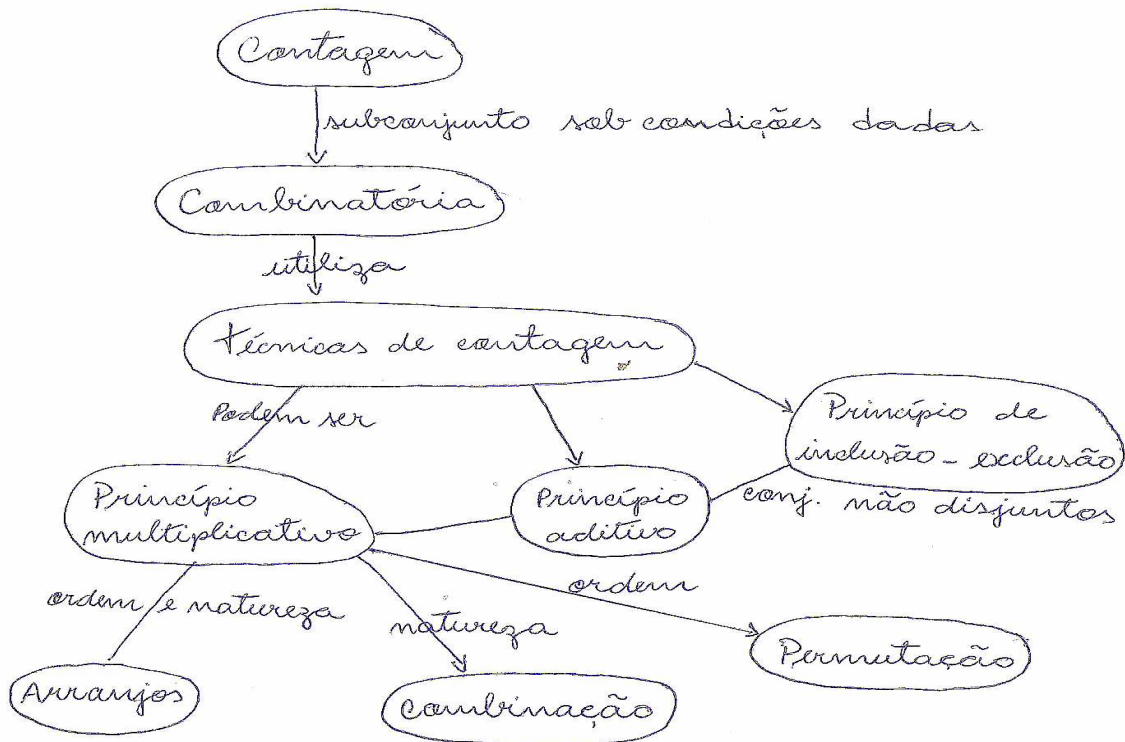 Contagem
subconjunto sob condições dadas
Combinatória
utiliza
técnicas de contagem
Podem ser
Princípio de
inclusão - exclusão
conj. não disjuntos
Princípio
multiplicativo
Princípio
aditivo
ordem e natureza
natureza
ordem
Arranjos
combinação
Permutação